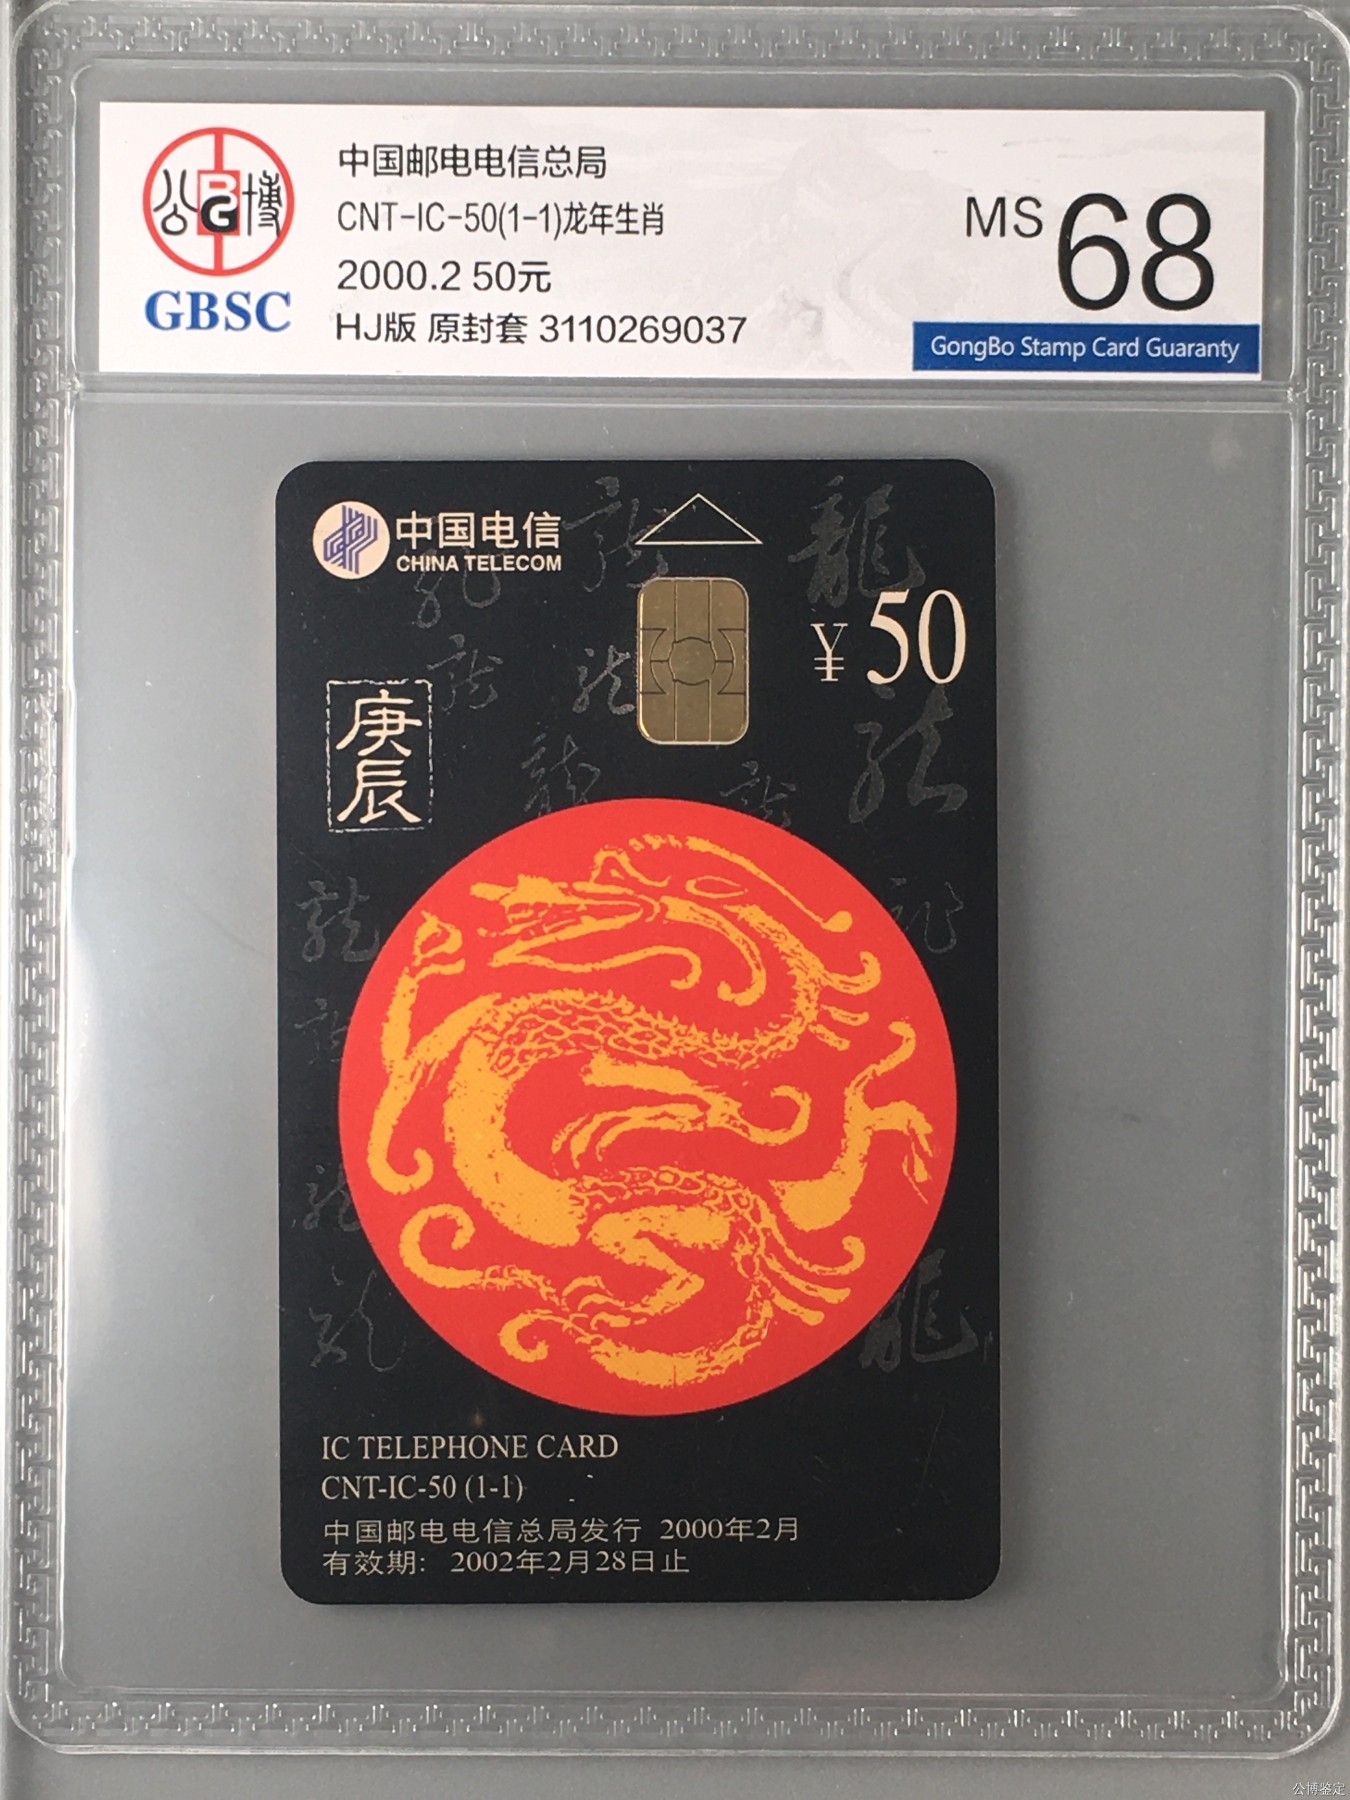 公博
BG
GBSC
中国邮电电信总局
CNT-IC-50(1-1)龙年生肖
2000.2 50元
HJ版 原封套 3110269037
MS 68
GongBo Stamp Card Guaranty
中国电信
CHINA TELECOM
¥50
庚辰
龍
IC TELEPHONE CARD
CNT-IC-50 (1-1)
中国邮电电信总局发行 2000年2月
有效期: 2002年2月28日止
公博鉴定